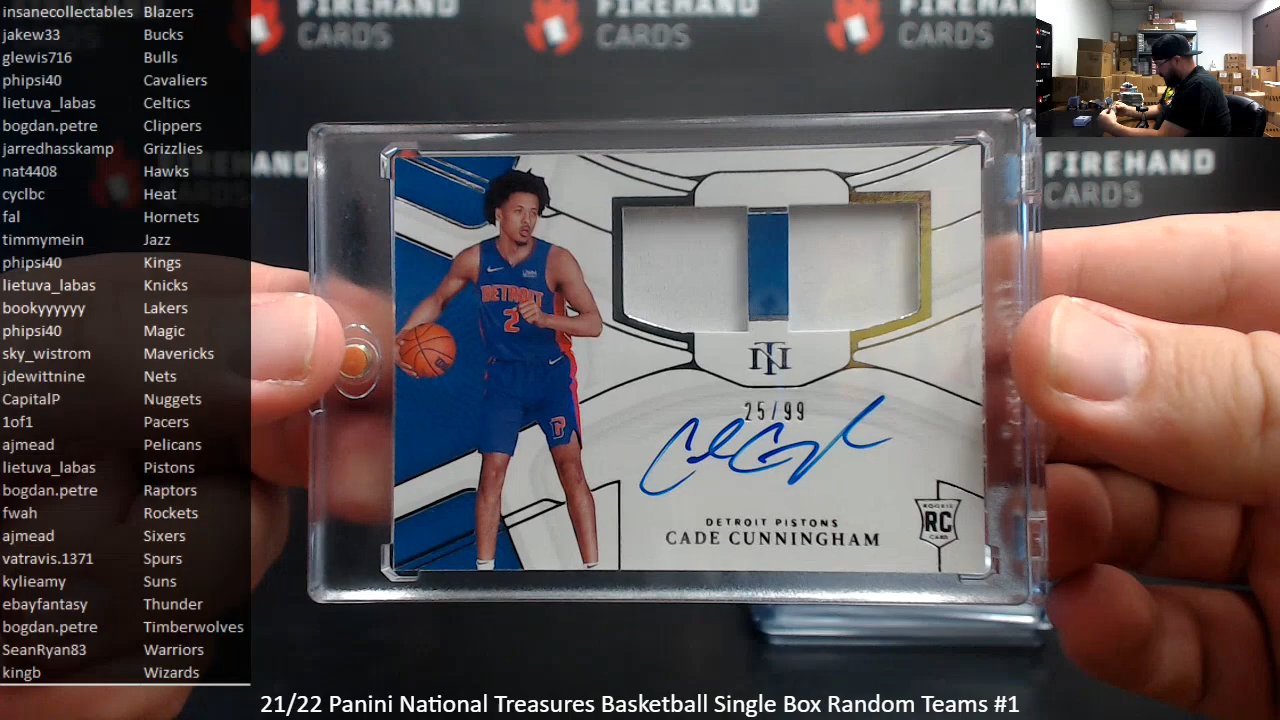 insanecollectables Blazers
jakew33 Bucks
glewis716 Bulls
phipsi40 Cavaliers
lietuva_labas Celtics
bogdan.petre Clippers
jarredhasskamp Grizzlies
nat4408 Hawks
cyclbc Heat
fal Hornets
timmymein Jazz
phipsi40 Kings
lietuva_labas Knicks
bookyyyyyy Lakers
phipsi40 Magic
sky_wistrom Mavericks
jdewittnine Nets
CapitalP Nuggets
1of1 Pacers
ajmead Pelicans
lietuva_labas Pistons
bogdan.petre Raptors
fwah Rockets
ajmead Sixers
vatravis.1371 Spurs
kylieamy Suns
ebayfantasy Thunder
bogdan.petre Timberwolves
SeanRyan83 Warriors
kingb Wizards
FIREHAND
CARDS
FIREHAND
CARDS
FIREHAND
CARDS
FIREHAND
CARDS
DETROIT
2
NT
25/99
DETROIT PISTONS
CADE CUNNINGHAM
ROOKIE
RC
CARD
21/22 Panini National Treasures Basketball Single Box Random Teams #1